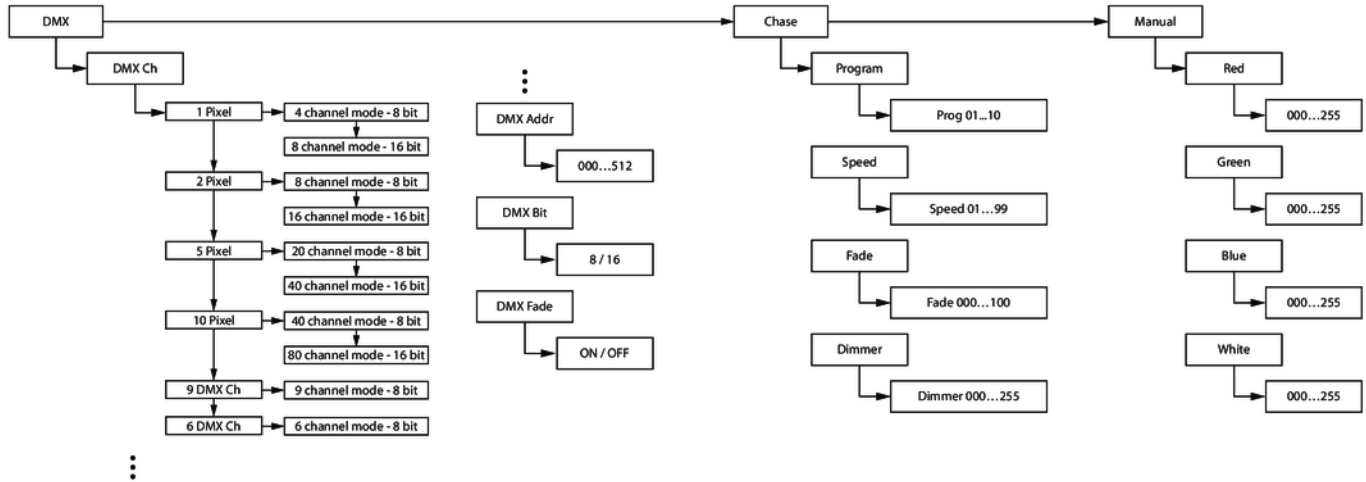 DMX
DMX Ch
1 Pixel
4 channel mode - 8 bit
8 channel mode - 16 bit
2 Pixel
8 channel mode - 8 bit
16 channel mode - 16 bit
5 Pixel
20 channel mode - 8 bit
40 channel mode - 16 bit
10 Pixel
40 channel mode - 8 bit
80 channel mode - 16 bit
9 DMX Ch
9 channel mode - 8 bit
6 DMX Ch
6 channel mode - 8 bit
DMX Addr
000...512
DMX Bit
8 / 16
DMX Fade
ON / OFF
Chase
Program
Prog 01...10
Speed
Speed 01...99
Fade
Fade 000...100
Dimmer
Dimmer 000...255
Manual
Red
000...255
Green
000...255
Blue
000...255
White
000...255